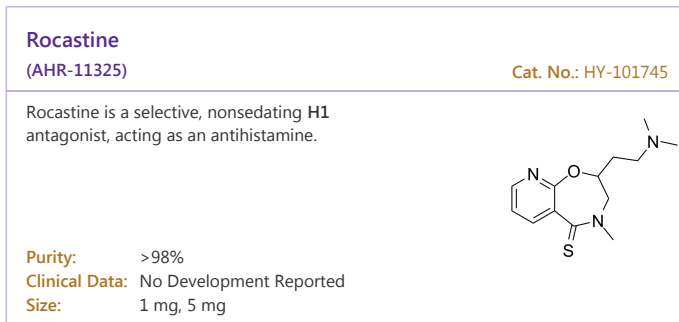 Rocastine
(AHR-11325)
Cat. No.: HY-101745
Rocastine is a selective, nonsedating H1
antagonist, acting as an antihistamine.
N
O
N
N
S
Purity: >98%
Clinical Data: No Development Reported
Size: 1 mg, 5 mg